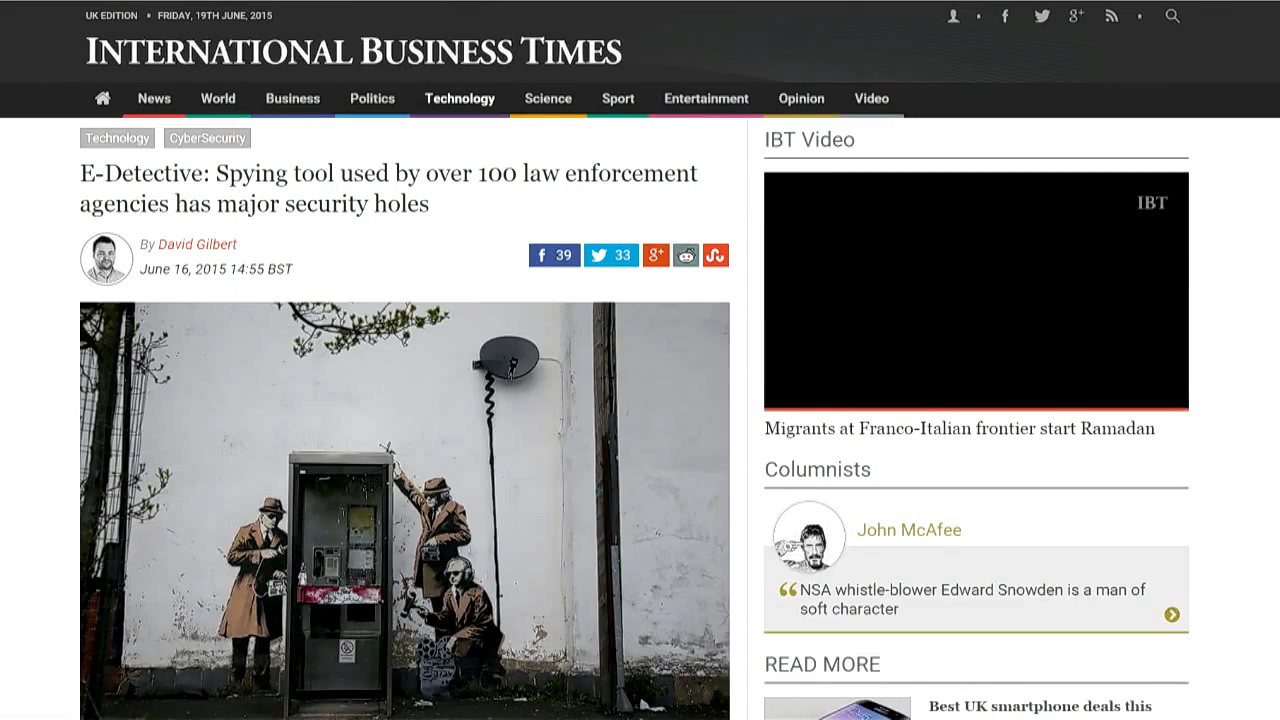 UK EDITION ▪ FRIDAY, 19TH JUNE, 2015
INTERNATIONAL BUSINESS TIMES
News World Business Politics Technology Science Sport Entertainment Opinion Video
Technology CyberSecurity
E-Detective: Spying tool used by over 100 law enforcement
agencies has major security holes
By David Gilbert
June 16, 2015 14:55 BST
39 33
IBT Video
IBT
Migrants at Franco-Italian frontier start Ramadan
Columnists
John McAfee
NSA whistle-blower Edward Snowden is a man of
soft character
READ MORE
Best UK smartphone deals this